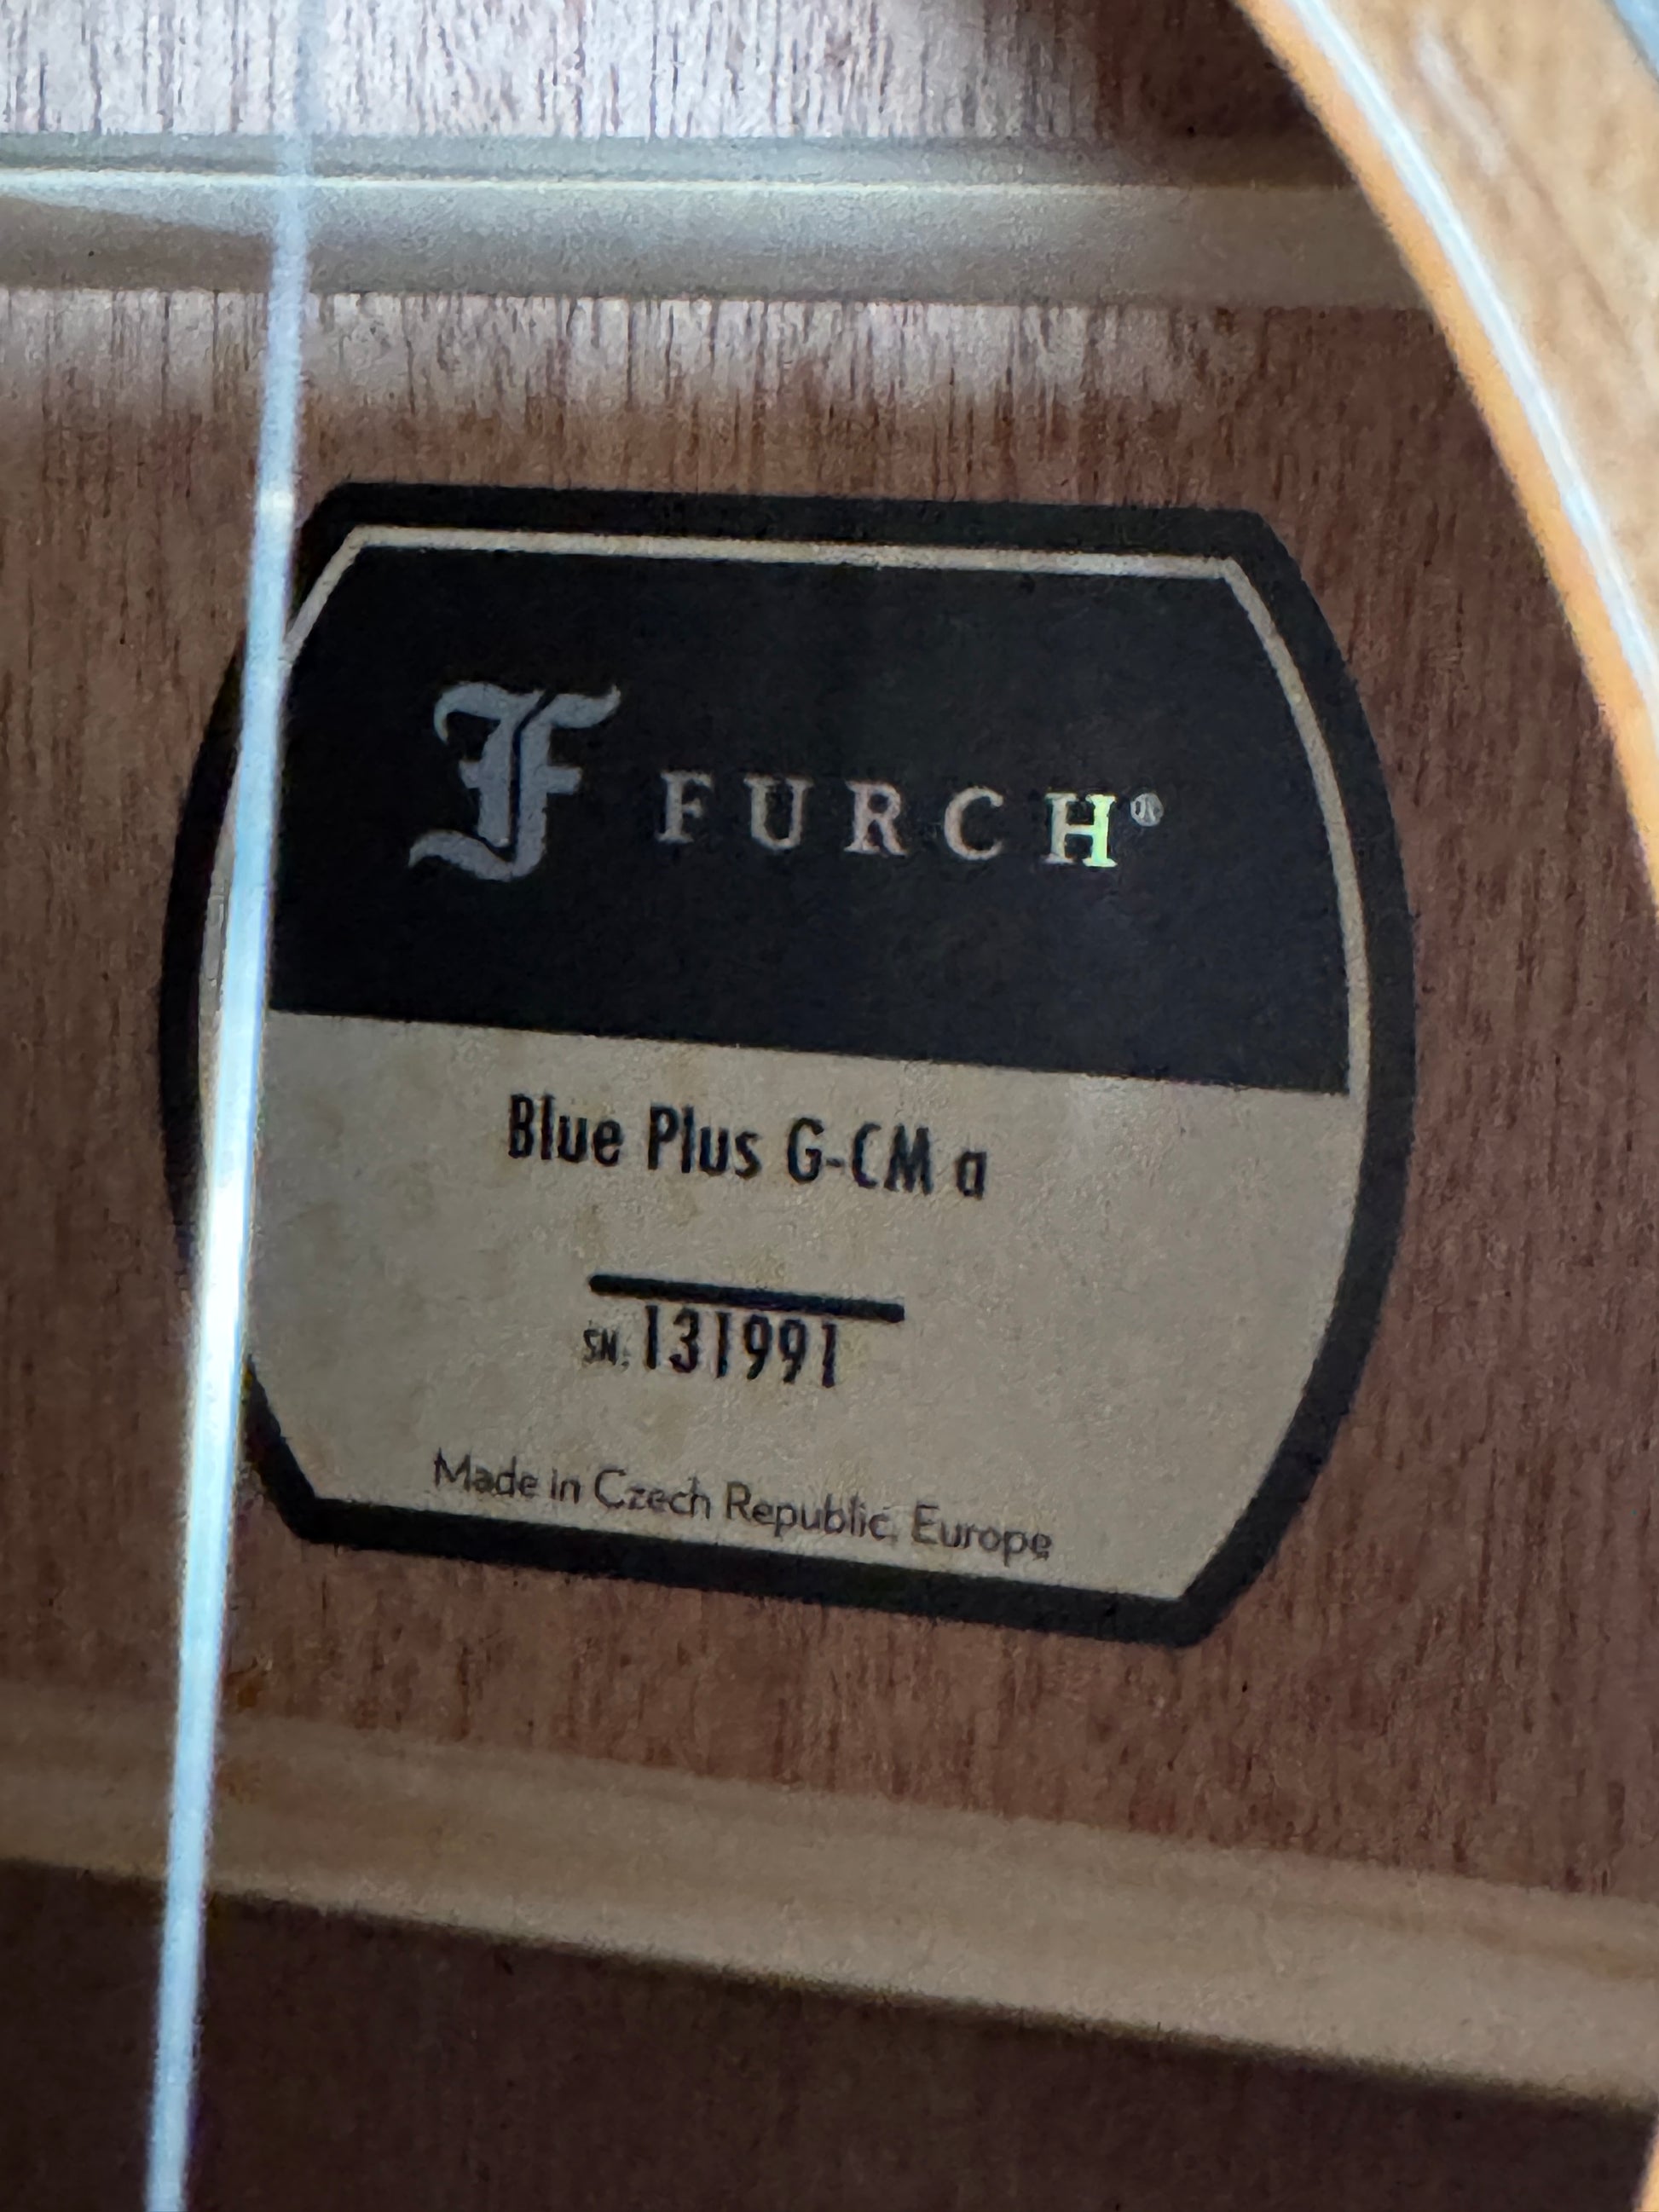 F FURCH®
Blue Plus G-CM a
SN: 131991
Made in Czech Republic, Europe